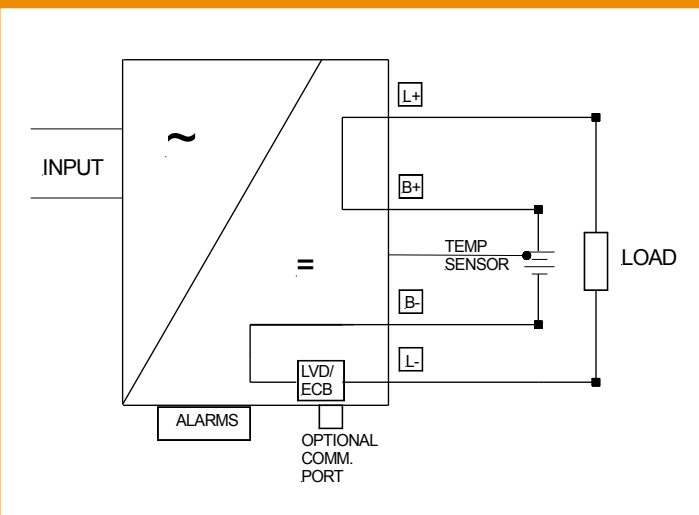 L+
~
INPUT
B+
TEMP
SENSOR
LOAD
=
B-
L-
LVD/
ECB
ALARMS
OPTIONAL
COMM.
PORT